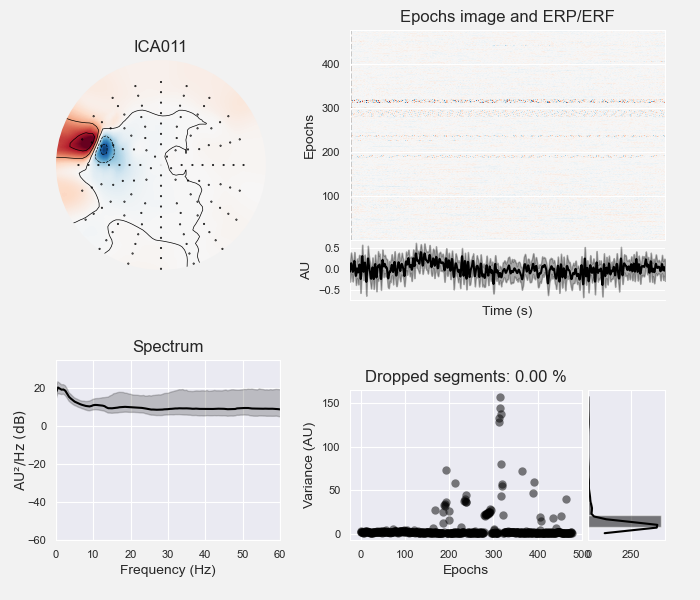 ICA011
Epochs image and ERP/ERF
Epochs
400
300
200
100
AU
0.5
0.0
−0.5
Time (s)
Spectrum
AU²/Hz (dB)
20
0
−20
−40
−60
0 10 20 30 40 50 60
Frequency (Hz)
Dropped segments: 0.00 %
Variance (AU)
150
100
50
0
0 100 200 300 400 500
Epochs
0 250